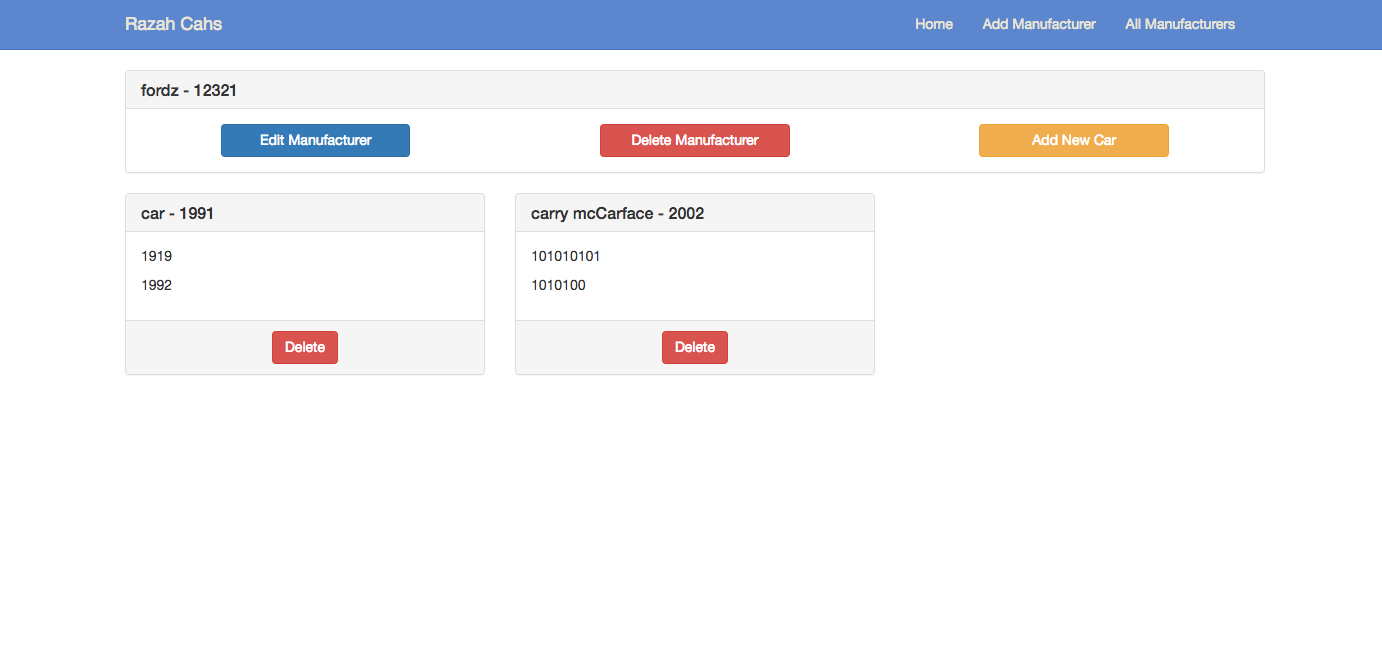 Razah Cahs Home Add Manufacturer All Manufacturers
fordz - 12321
Edit Manufacturer Delete Manufacturer Add New Car
car - 1991 carry mcCarface - 2002
1919 101010101
1992 1010100
Delete Delete